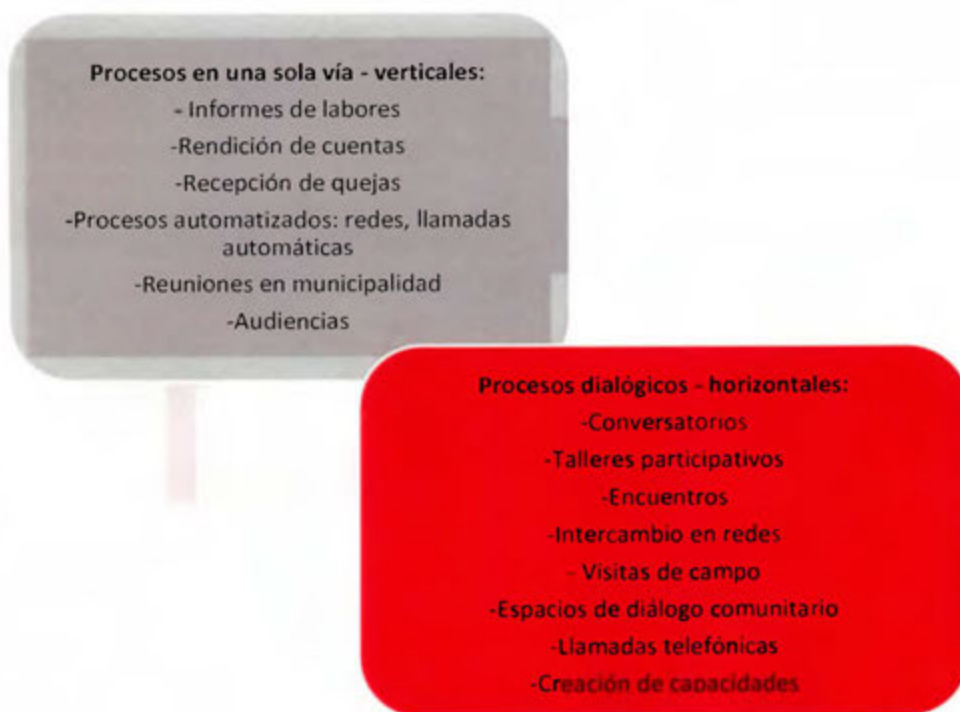 Procesos en una sola vía - verticales:
- Informes de labores
-Rendición de cuentas
-Recepción de quejas
-Procesos automatizados: redes, llamadas
automáticas
-Reuniones en municipalidad
-Audiencias
Procesos dialógicos - horizontales:
-Conversatorios
-Talleres participativos
-Encuentros
-Intercambio en redes
- Visitas de campo
-Espacios de diálogo comunitario
-Llamadas telefónicas
-Creación de capacidades